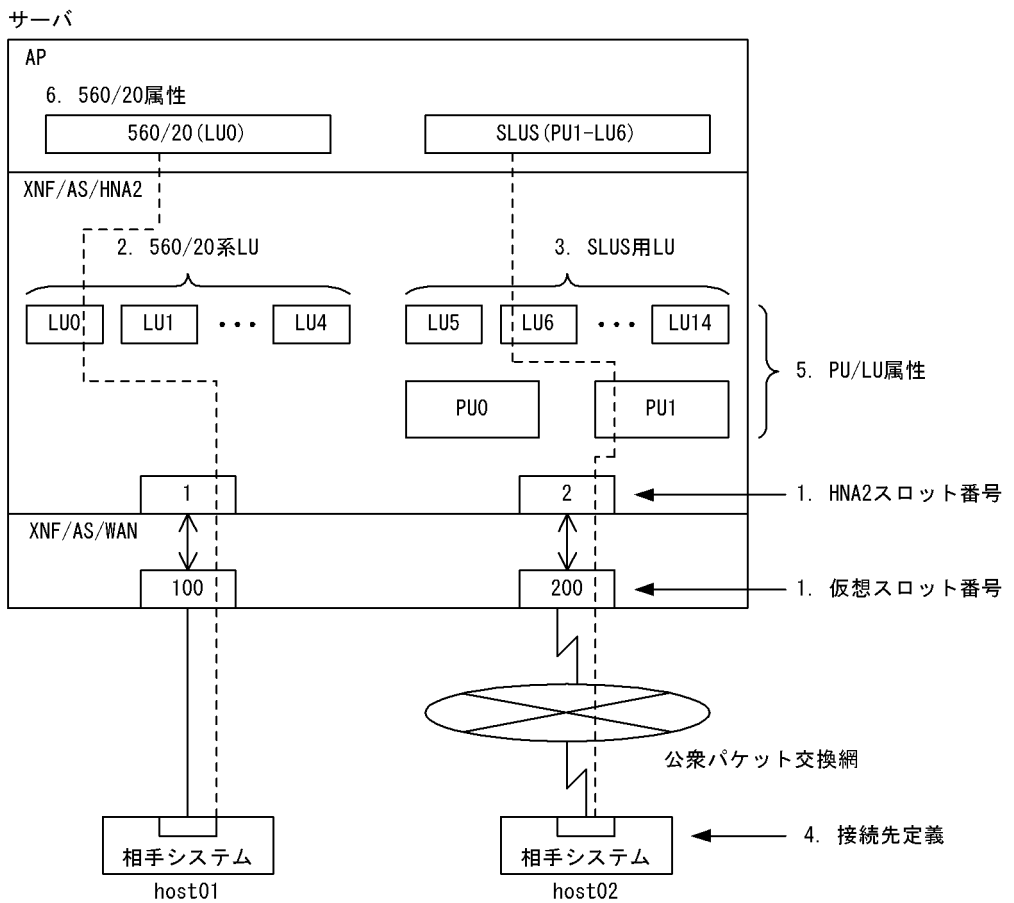 サーバ
AP
6. 560/20属性
560/20(LU0)
SLUS(PU1-LU6)
XNF/AS/HNA2
2. 560/20系LU
3. SLUS用LU
LU0
LU1
・・・
LU4
LU5
LU6
・・・
LU14
5. PU/LU属性
PU0
PU1
1
2
1. HNA2スロット番号
XNF/AS/WAN
100
200
1. 仮想スロット番号
公衆パケット交換網
4. 接続先定義
相手システム
相手システム
host01
host02